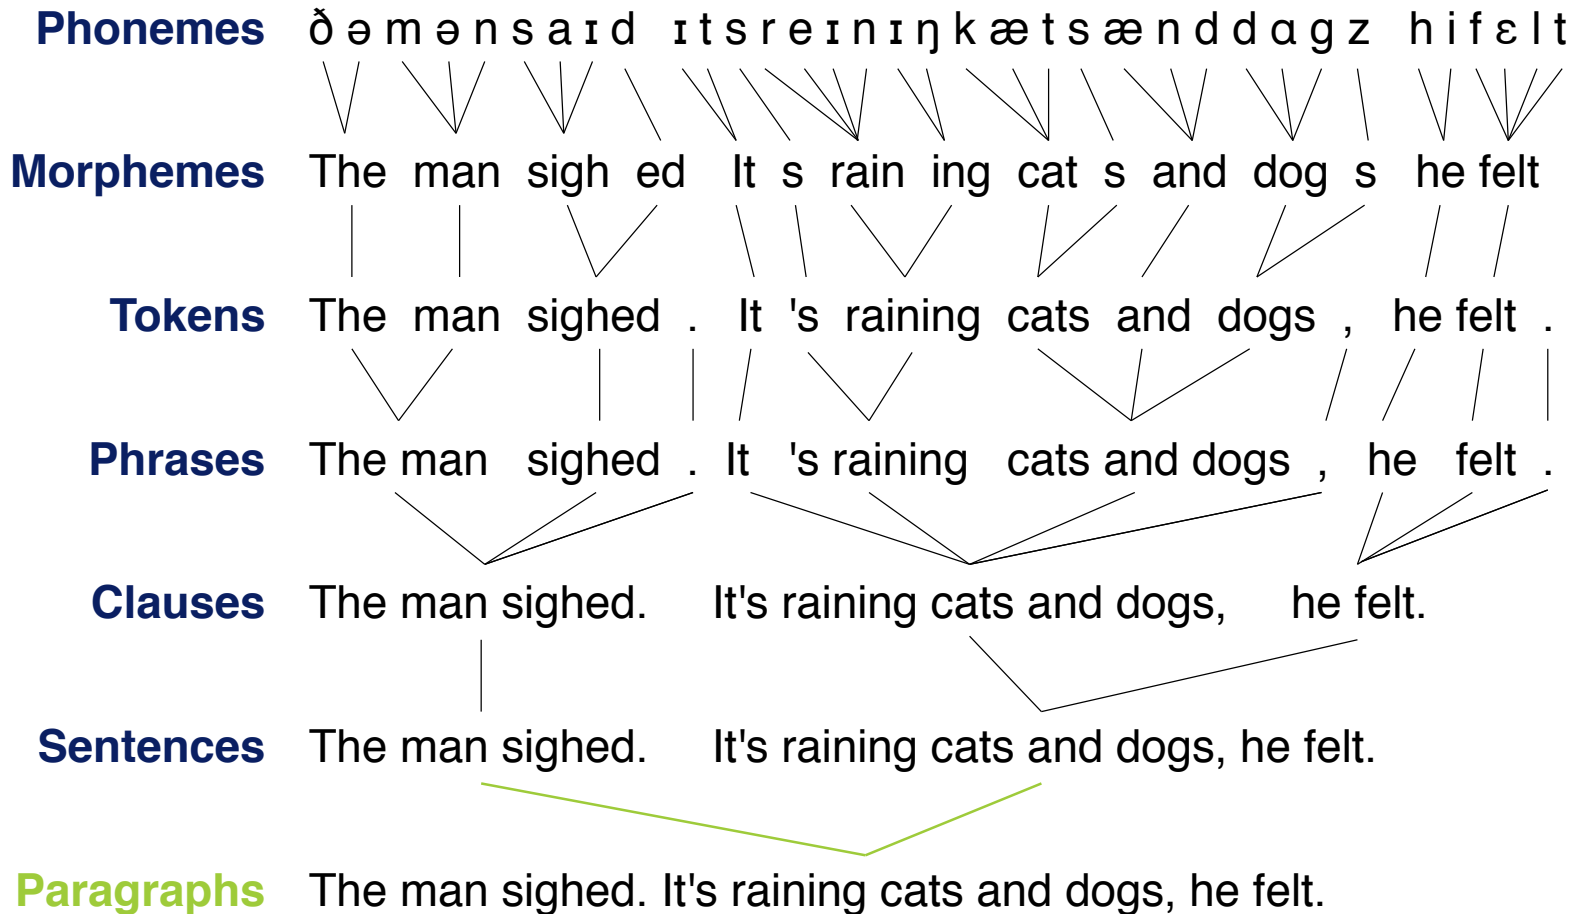 Phonemes ð ə m ə n s a ɪ d ɪ t s r e ɪ n ɪ ŋ k æ t s æ n d d ɑ g z h i f ɛ l t
Morphemes The man sigh ed It s rain ing cat s and dog s he felt
Tokens The man sighed . It 's raining cats and dogs , he felt .
Phrases The man sighed . It 's raining cats and dogs , he felt .
Clauses The man sighed. It's raining cats and dogs, he felt.
Sentences The man sighed. It's raining cats and dogs, he felt.
Paragraphs The man sighed. It's raining cats and dogs, he felt.